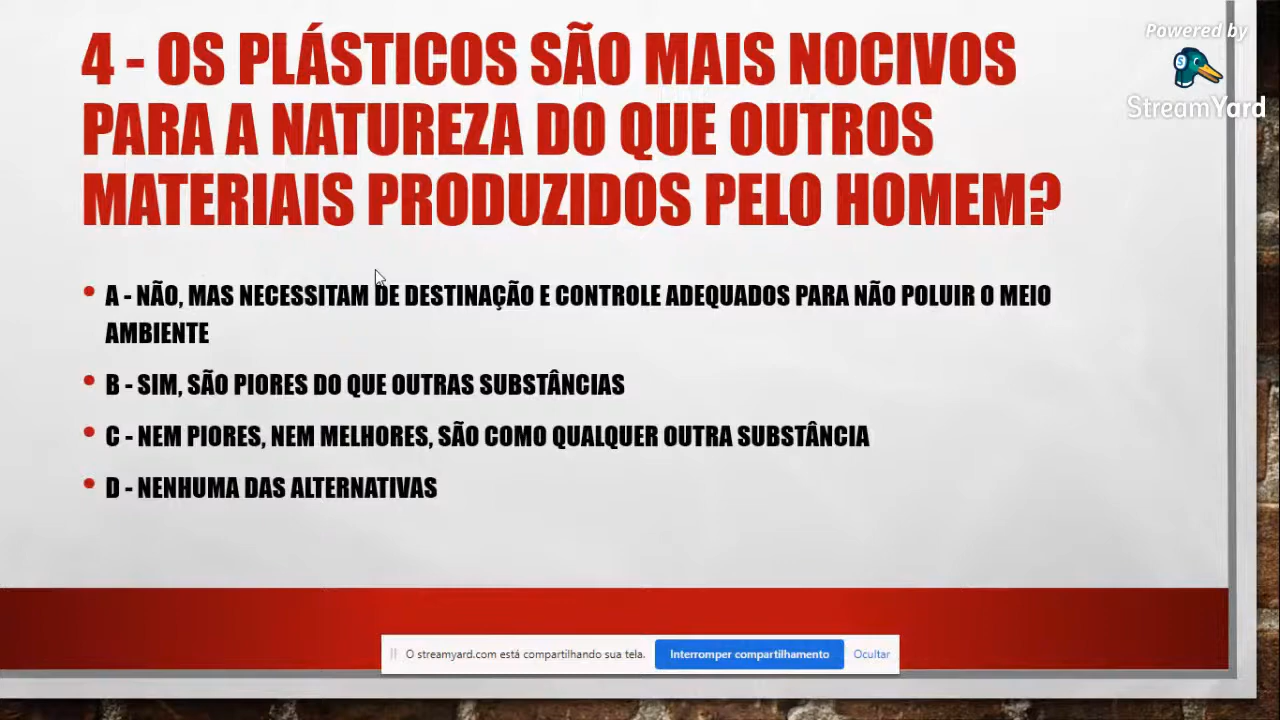 Powered by
StreamYard
4 - OS PLÁSTICOS SÃO MAIS NOCIVOS
PARA A NATUREZA DO QUE OUTROS
MATERIAIS PRODUZIDOS PELO HOMEM?
• A - NÃO, MAS NECESSITAM DE DESTINAÇÃO E CONTROLE ADEQUADOS PARA NÃO POLUIR O MEIO
AMBIENTE
• B - SIM, SÃO PIORES DO QUE OUTRAS SUBSTÂNCIAS
• C - NEM PIORES, NEM MELHORES, SÃO COMO QUALQUER OUTRA SUBSTÂNCIA
• D - NENHUMA DAS ALTERNATIVAS
O streamyard.com está compartilhando sua tela. Interromper compartilhamento Ocultar